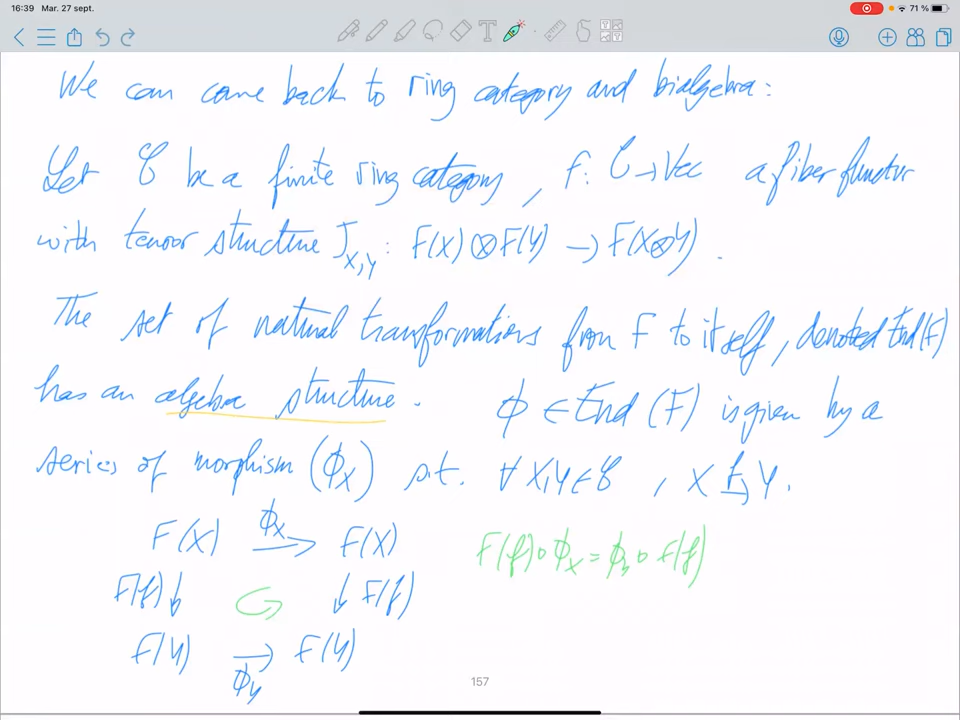 16:39 Mar. 27 sept. 71 %
We can come back to ring category and bialgebra :
Let C be a finite ring category, F: C → Vec a fiber functor
with tensor structure J_{X,Y} : F(X) ⊗ F(Y) → F(X⊗Y) .
The set of natural transformations from F to itself, denoted End(F)
has an algebra structure . ϕ ∈ End (F) is given by a
series of morphism (ϕ_X) s.t. ∀ X,Y ∈ C , X f→ Y.
F(X) ϕ_X→ F(X) F(f) ∘ ϕ_X = ϕ_Y ∘ F(f)
F(f) ↓ ↓ F(f)
F(Y) →ϕ_Y F(Y)
157